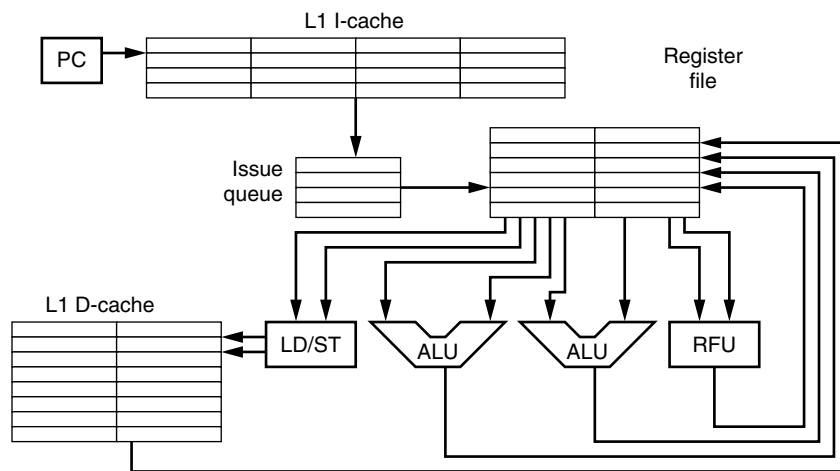 L1 I-cache
PC
Register
file
Issue
queue
L1 D-cache
LD/ST
ALU
ALU
RFU